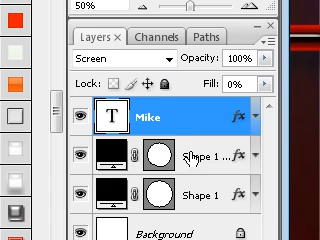 50%
Layers × Channels Paths
Screen Opacity: 100%
Lock: Fill: 0%
T Mike fx
Shape 1 ... fx
Shape 1 fx
Background